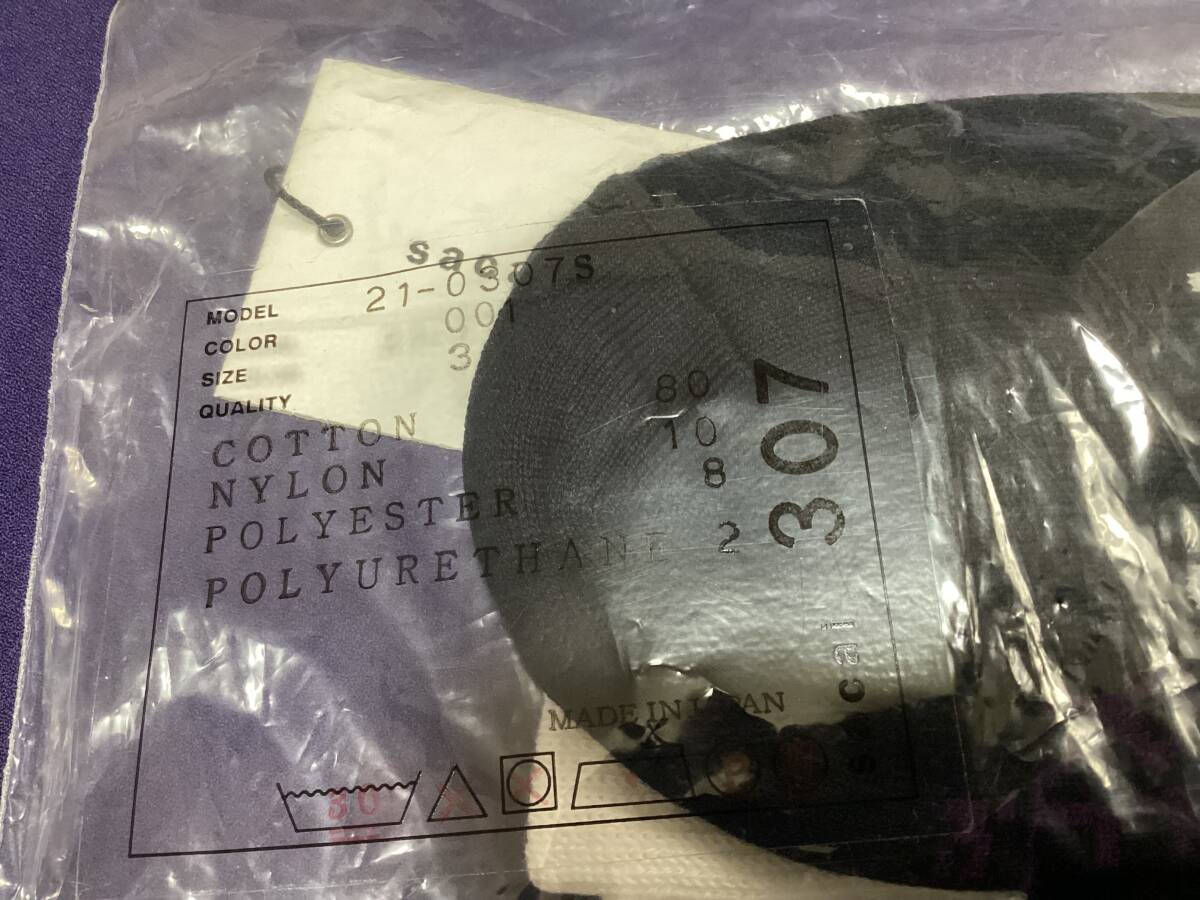 sacai
MODEL 21-0307S
COLOR 001
SIZE 3
QUALITY
COTTON 80
NYLON 10
POLYESTER 8
POLYURETHANE 2
307
sacai
MADE IN JAPAN
30